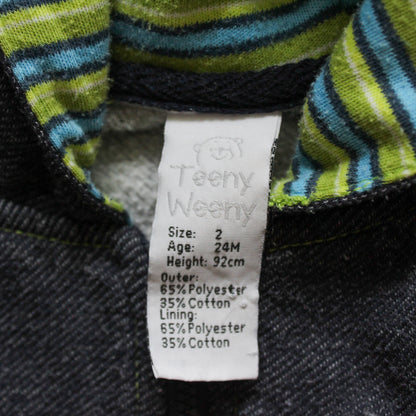 Teeny
Weeny
Size: 2
Age: 24M
Height: 92cm
Outer:
65% Polyester
35% Cotton
Lining:
65% Polyester
35% Cotton